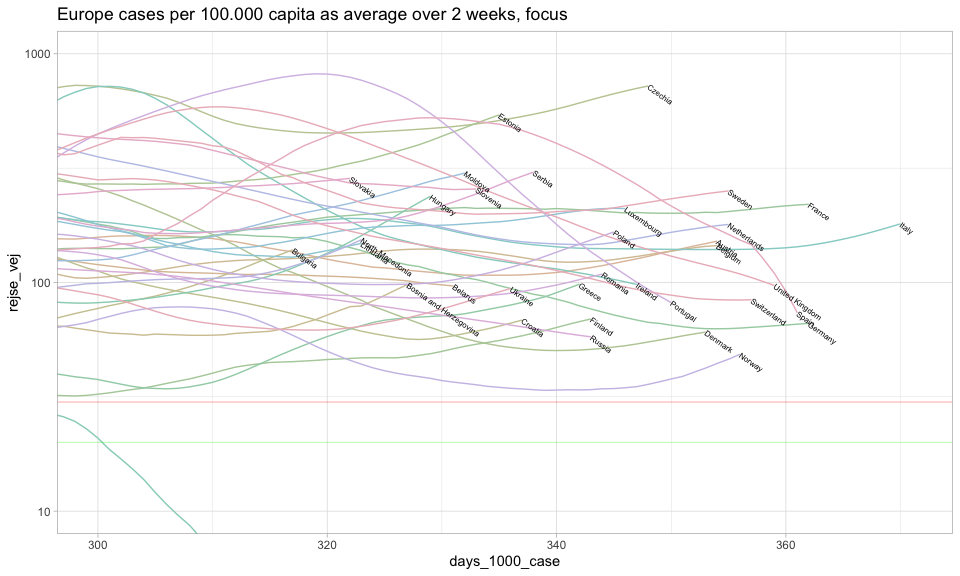 Europe cases per 100.000 capita as average over 2 weeks, focus
1000
100
10
rejse_vej
Czechia
Estonia
Slovakia
Moldova
Slovenia
Serbia
Hungary
Sweden
France
Luxembourg
Netherlands
Italy
Poland
Belgium
North Macedonia
Bulgaria
Bosnia and Herzegovina
Belarus
Ukraine
Greece
Romania
Ireland
Portugal
United Kingdom
Switzerland
Spain
Germany
Croatia
Finland
Russia
Denmark
Norway
300
320
340
360
days_1000_case